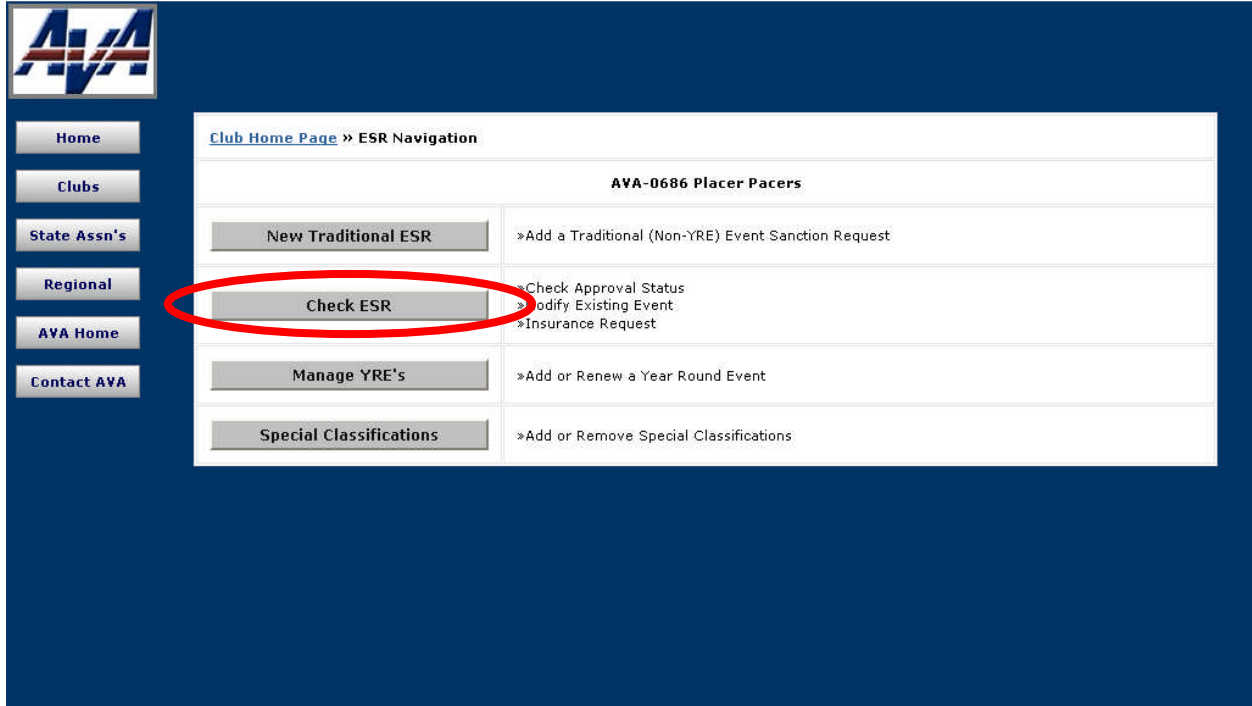 AVA
Home
Clubs
State Assn's
Regional
AVA Home
Contact AVA
Club Home Page » ESR Navigation
AVA-0686 Placer Pacers
New Traditional ESR
»Add a Traditional (Non-YRE) Event Sanction Request
Check ESR
»Check Approval Status
»Modify Existing Event
»Insurance Request
Manage YRE's
»Add or Renew a Year Round Event
Special Classifications
»Add or Remove Special Classifications